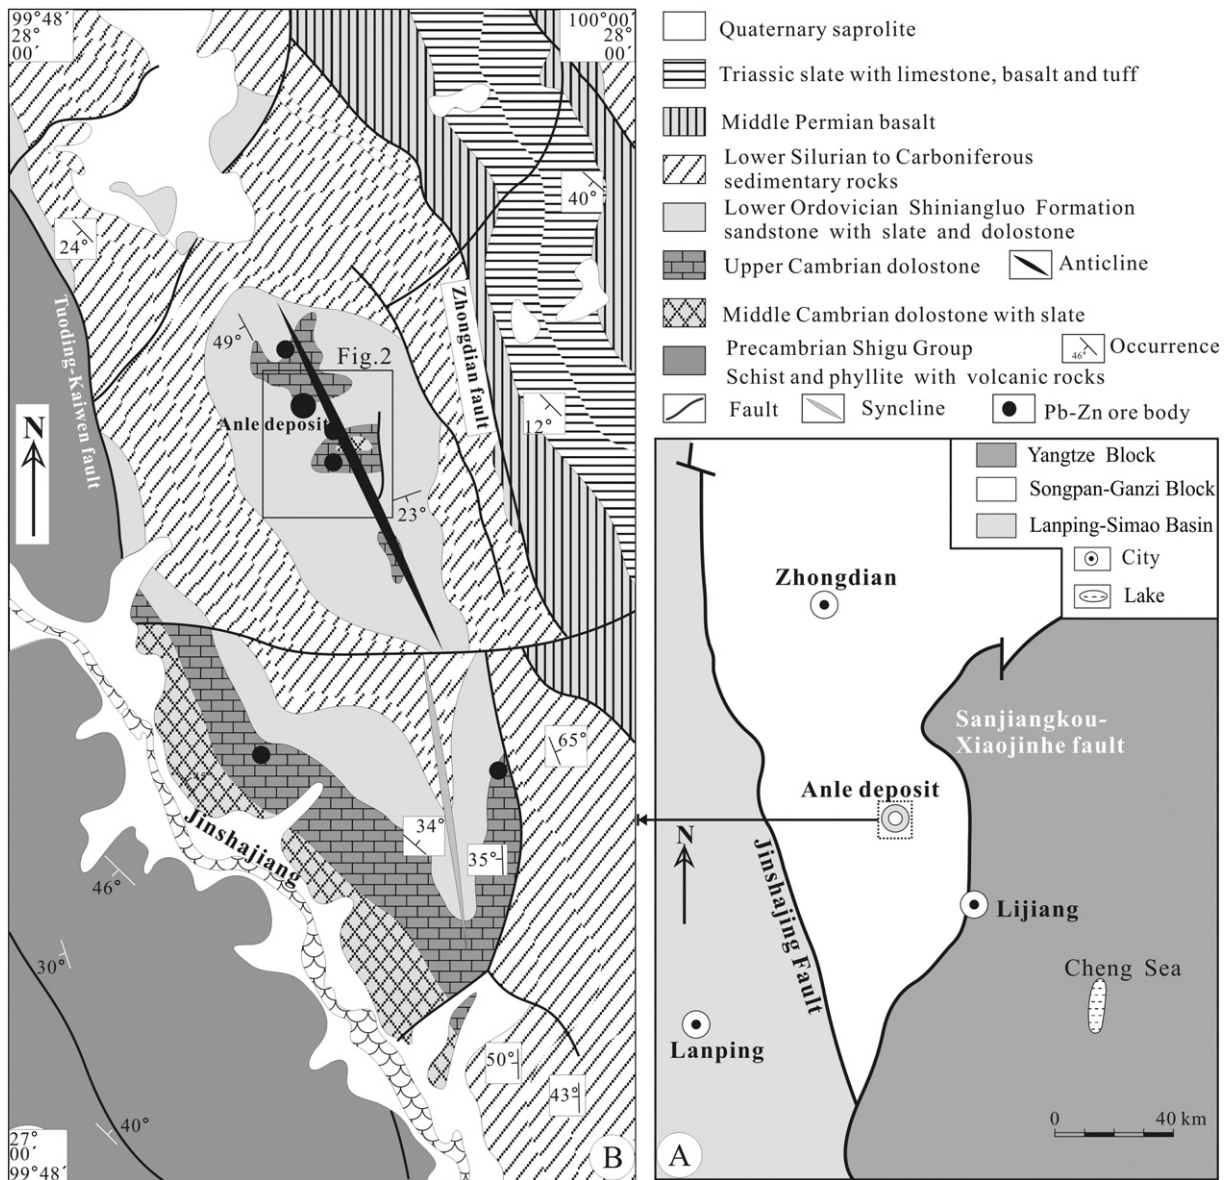 99°48′
28°
00′
100°00′
28°
00′
40°
24°
Tuoding-Kaiwen fault
Zhongdian fault
49°
Fig.2
Anle deposit
12°
23°
N
65°
34°
35°
Jinshajiang
46°
30°
50°
43°
40°
27°
00′
99°48′
B
Quaternary saprolite
Triassic slate with limestone, basalt and tuff
Middle Permian basalt
Lower Silurian to Carboniferous
sedimentary rocks
Lower Ordovician Shiniangluo Formation
sandstone with slate and dolostone
Upper Cambrian dolostone
Anticline
Middle Cambrian dolostone with slate
Precambrian Shigu Group
Schist and phyllite with volcanic rocks
46°
Occurrence
Fault
Syncline
Pb-Zn ore body
Yangtze Block
Songpan-Ganzi Block
Lanping-Simao Basin
City
Lake
Zhongdian
Sanjiangkou-
Xiaojinhe fault
Anle deposit
N
Jinshajing Fault
Lijiang
Cheng Sea
Lanping
0
40 km
A